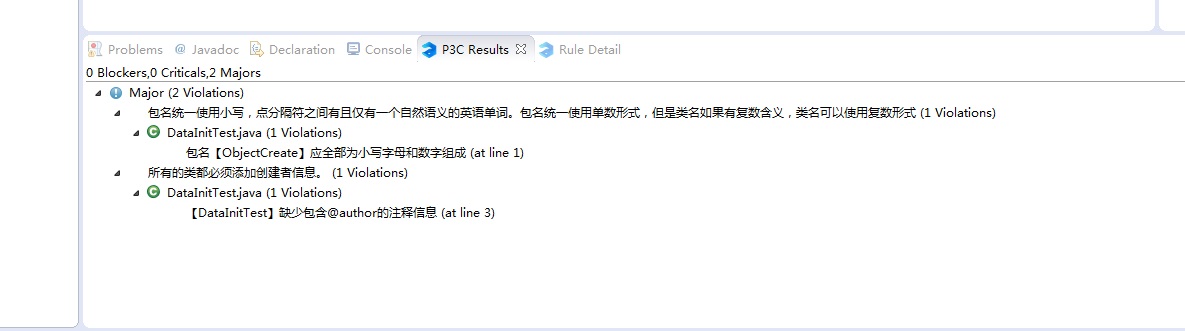 Problems @ Javadoc Declaration Console P3C Results Rule Detail
0 Blockers,0 Criticals,2 Majors
Major (2 Violations)
包名统一使用小写，点分隔符之间有且仅有一个自然语义的英语单词。包名统一使用单数形式，但是类名如果有复数含义，类名可以使用复数形式 (1 Violations)
DataInitTest.java (1 Violations)
包名【ObjectCreate】应全部为小写字母和数字组成 (at line 1)
所有的类都必须添加创建者信息。 (1 Violations)
DataInitTest.java (1 Violations)
【DataInitTest】缺少包含@author的注释信息 (at line 3)